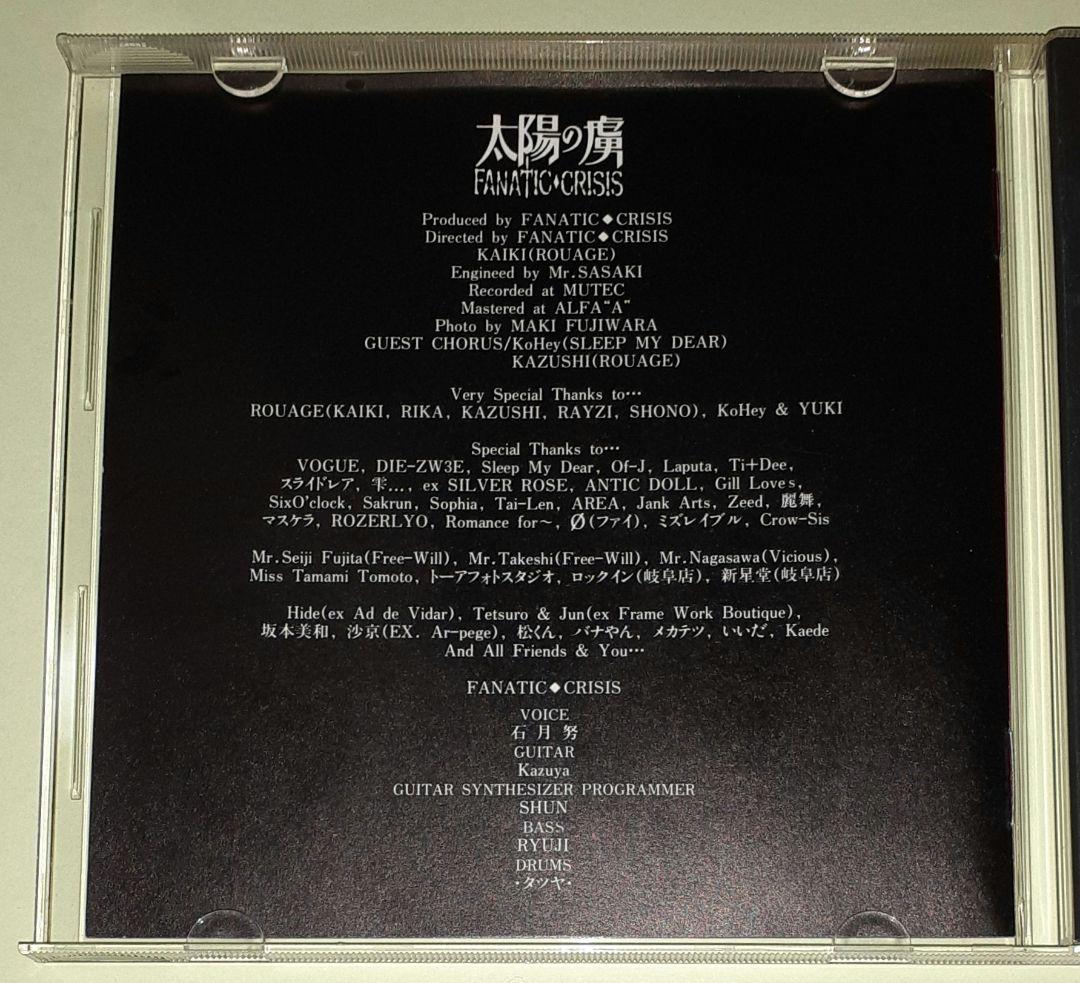 太陽の虜
FANATIC◆CRISIS
Produced by FANATIC◆CRISIS
Directed by FANATIC◆CRISIS
KAIKI(ROUAGE)
Engineed by Mr.SASAKI
Recorded at MUTEC
Mastered at ALFA“A”
Photo by MAKI FUJIWARA
GUEST CHORUS/KoHey(SLEEP MY DEAR)
KAZUSHI(ROUAGE)
Very Special Thanks to…
ROUAGE(KAIKI, RIKA, KAZUSHI, RAYZI, SHONO), KoHey & YUKI
Special Thanks to…
VOGUE, DIE-ZW3E, Sleep My Dear, Of-J, Laputa, Ti+Dee,
スライドレア, 雫…, ex SILVER ROSE, ANTIC DOLL, Gill Loves,
SixO'clock, Sakrun, Sophia, Tai-Len, AREA, Jank Arts, Zeed, 麗舞,
マスケラ, ROZERLYO, Romance for〜, Ø(ファイ), ミズレイブル, Crow-Sis
Mr.Seiji Fujita(Free-Will), Mr.Takeshi(Free-Will), Mr.Nagasawa(Vicious),
Miss Tamami Tomoto, トーアフォトスタジオ, ロックイン(岐阜店), 新星堂(岐阜店)
Hide(ex Ad de Vidar), Tetsuro & Jun(ex Frame Work Boutique),
坂本美和, 沙京(EX. Ar-pege), 松くん, バナやん, メカテツ, いいだ, Kaede
And All Friends & You…
FANATIC◆CRISIS
VOICE
石月努
GUITAR
Kazuya
GUITAR SYNTHESIZER PROGRAMMER
SHUN
BASS
RYUJI
DRUMS
・タツヤ・